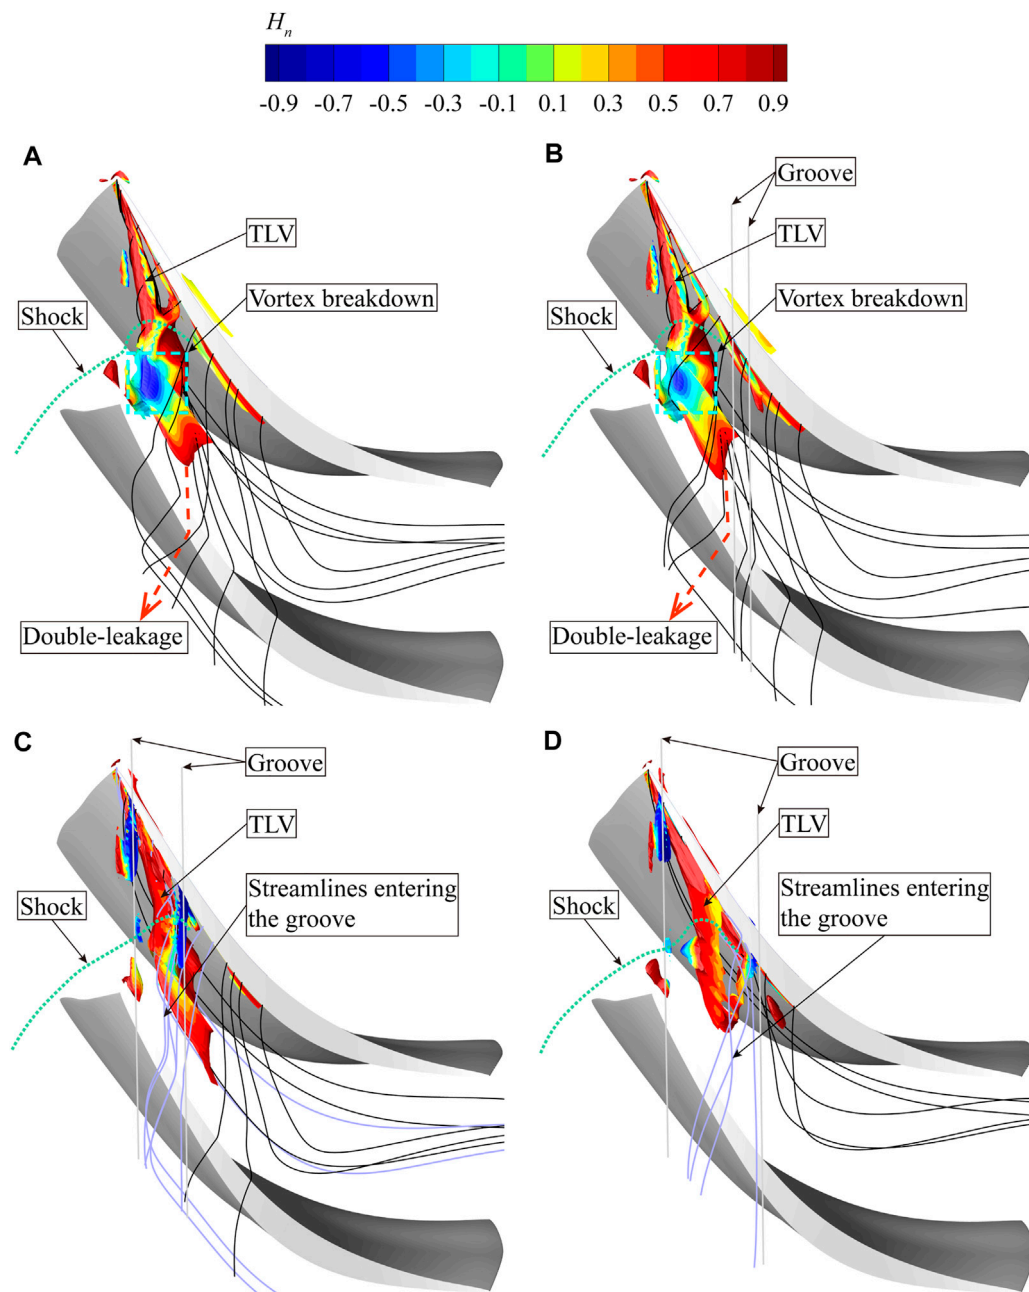 Hn
-0.9 -0.7 -0.5 -0.3 -0.1 0.1 0.3 0.5 0.7 0.9
A
TLV
Vortex breakdown
Shock
Double-leakage
B
Groove
TLV
Vortex breakdown
Shock
Double-leakage
C
Groove
TLV
Streamlines entering
the groove
Shock
D
Groove
TLV
Streamlines entering
the groove
Shock